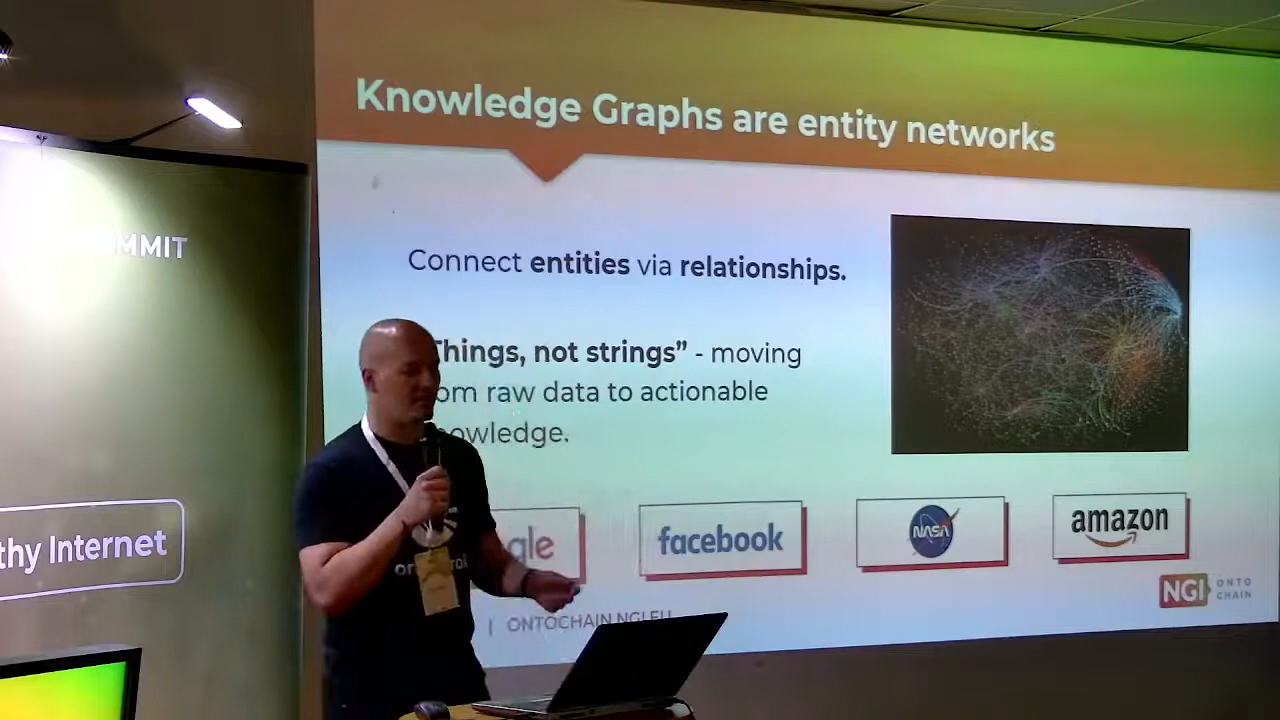 Knowledge Graphs are entity networks
MMIT
Connect entities via relationships.
Things, not strings” - moving
om raw data to actionable
owledge.
thy Internet
gle
facebook
NASA
amazon
NGI
ONTO
CHAIN
| ONTOCHAIN.NGI.EU